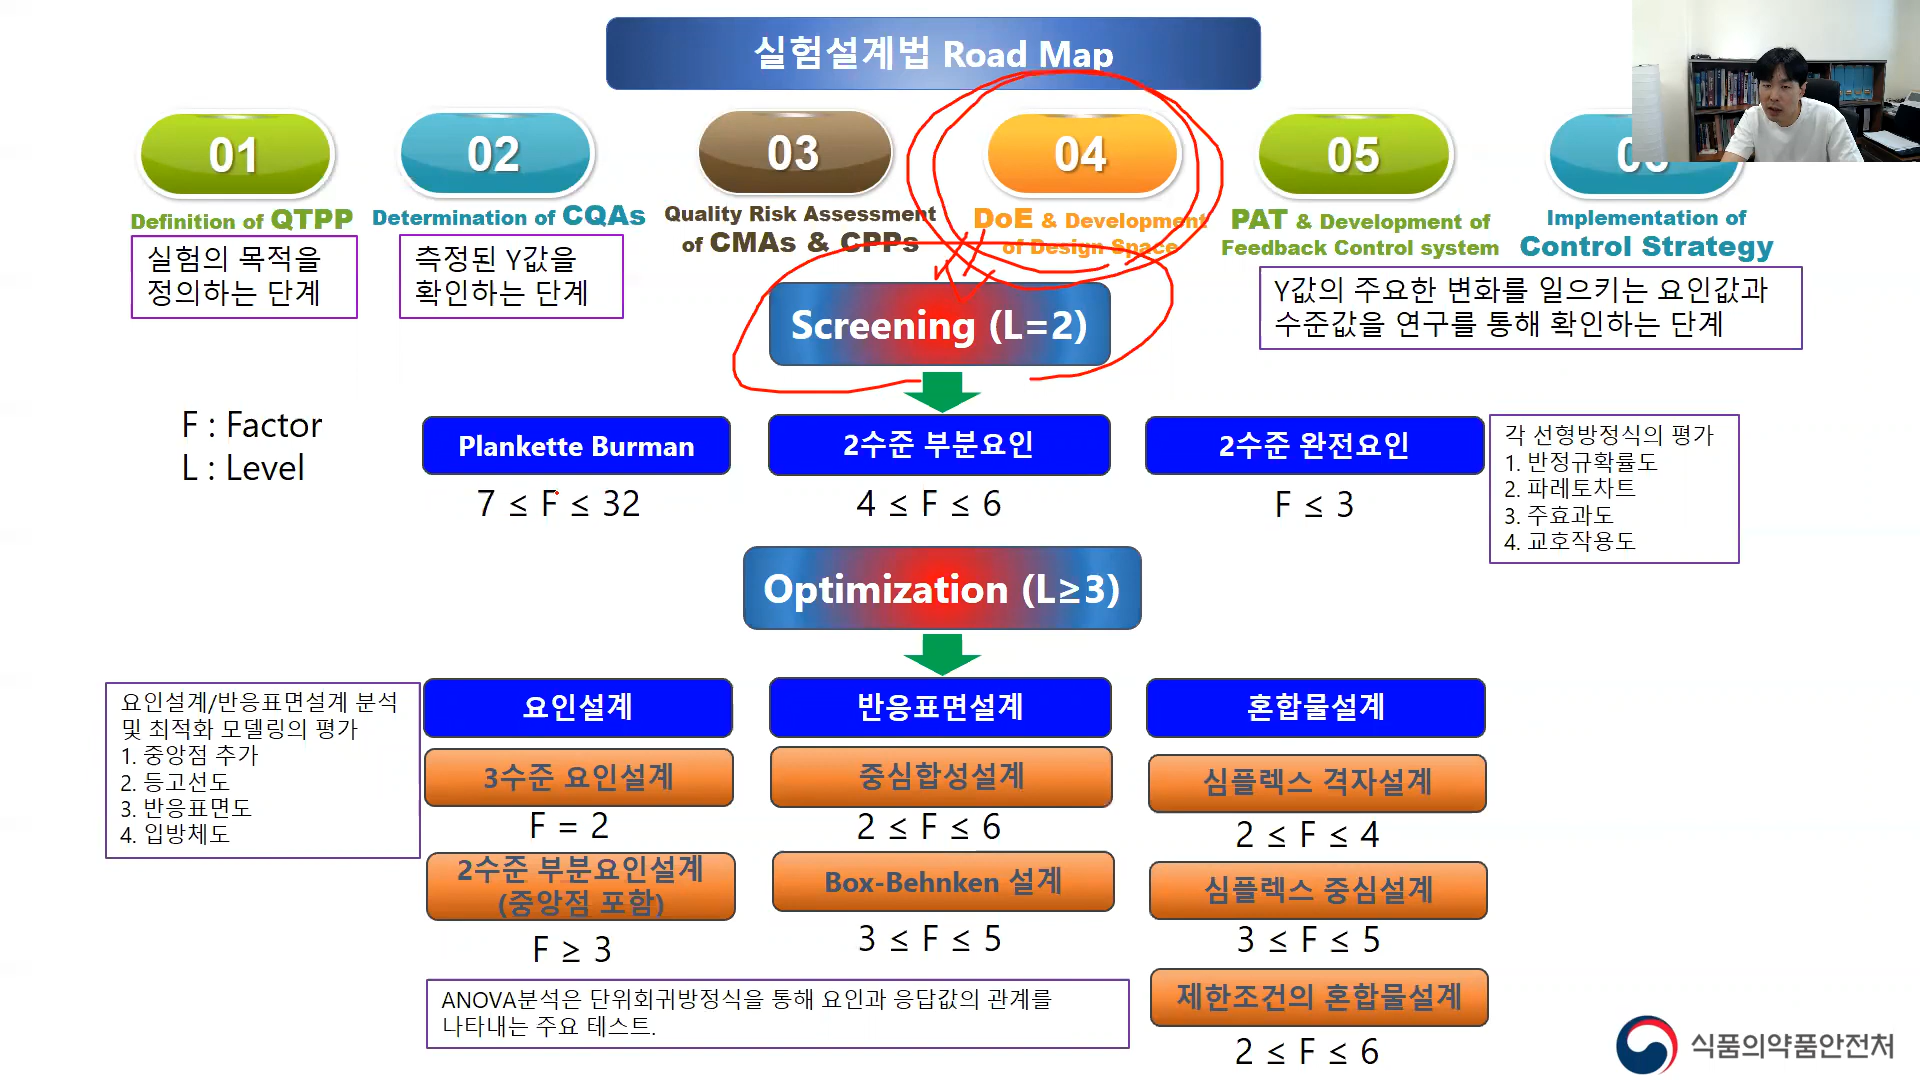 실험설계법 Road Map
01
02
03
04
05
Definition of QTPP
Determination of CQAs
Quality Risk Assessment
of CMAs & CPPs
DoE & Development
of Design Space
PAT & Development of
Feedback Control system
Implementation of
Control Strategy
실험의 목적을
정의하는 단계
측정된 Y값을
확인하는 단계
Y값의 주요한 변화를 일으키는 요인값과
수준값을 연구를 통해 확인하는 단계
Screening (L=2)
F : Factor
L : Level
Plankette Burman
2수준 부분요인
2수준 완전요인
7 ≤ F ≤ 32
4 ≤ F ≤ 6
F ≤ 3
각 선형방정식의 평가
1. 반정규확률도
2. 파레토차트
3. 주효과도
4. 교호작용도
Optimization (L≥3)
요인설계/반응표면설계 분석
및 최적화 모델링의 평가
1. 중앙점 추가
2. 등고선도
3. 반응표면도
4. 입방체도
요인설계
반응표면설계
혼합물설계
3수준 요인설계
중심합성설계
심플렉스 격자설계
F = 2
2 ≤ F ≤ 6
2 ≤ F ≤ 4
2수준 부분요인설계
(중앙점 포함)
Box-Behnken 설계
심플렉스 중심설계
F ≥ 3
3 ≤ F ≤ 5
3 ≤ F ≤ 5
제한조건의 혼합물설계
2 ≤ F ≤ 6
ANOVA분석은 단위회귀방정식을 통해 요인과 응답값의 관계를
나타내는 주요 테스트.
식품의약품안전처